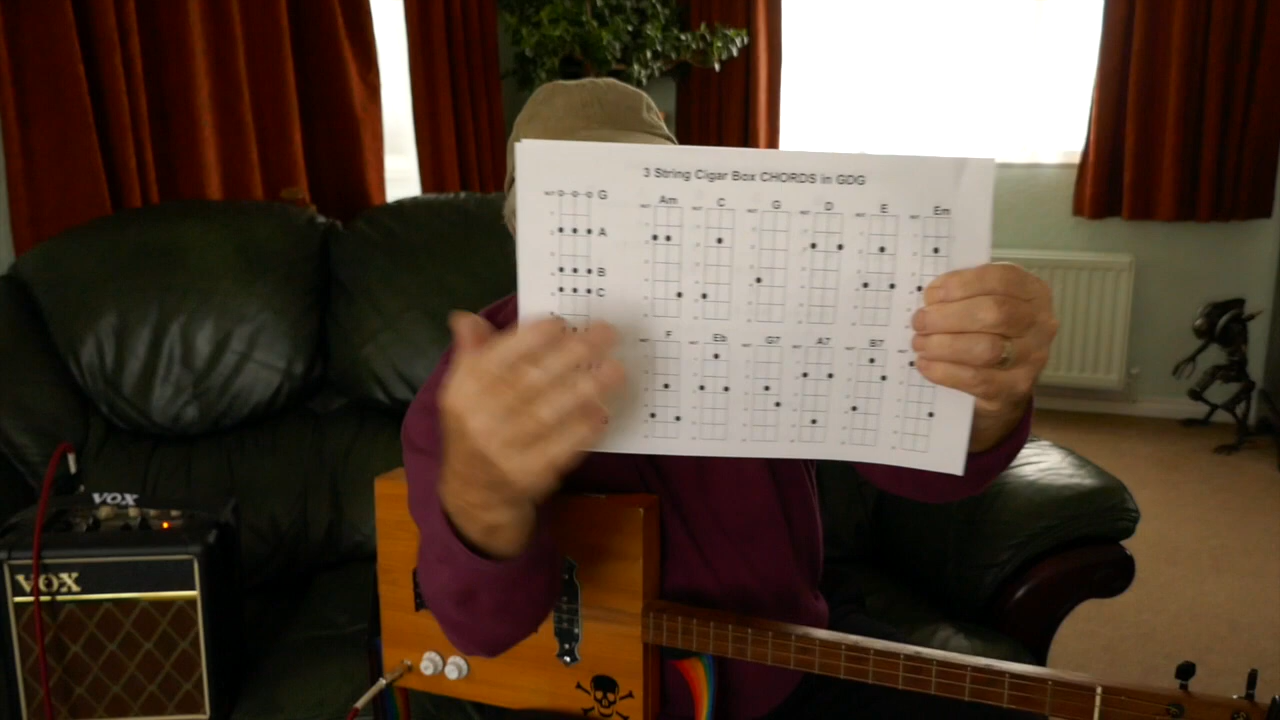 3 String Cigar Box CHORDS in GDG
G
A
B
C
Am C G D E Em
F Eb G7 A7 B7
VOX
VOX